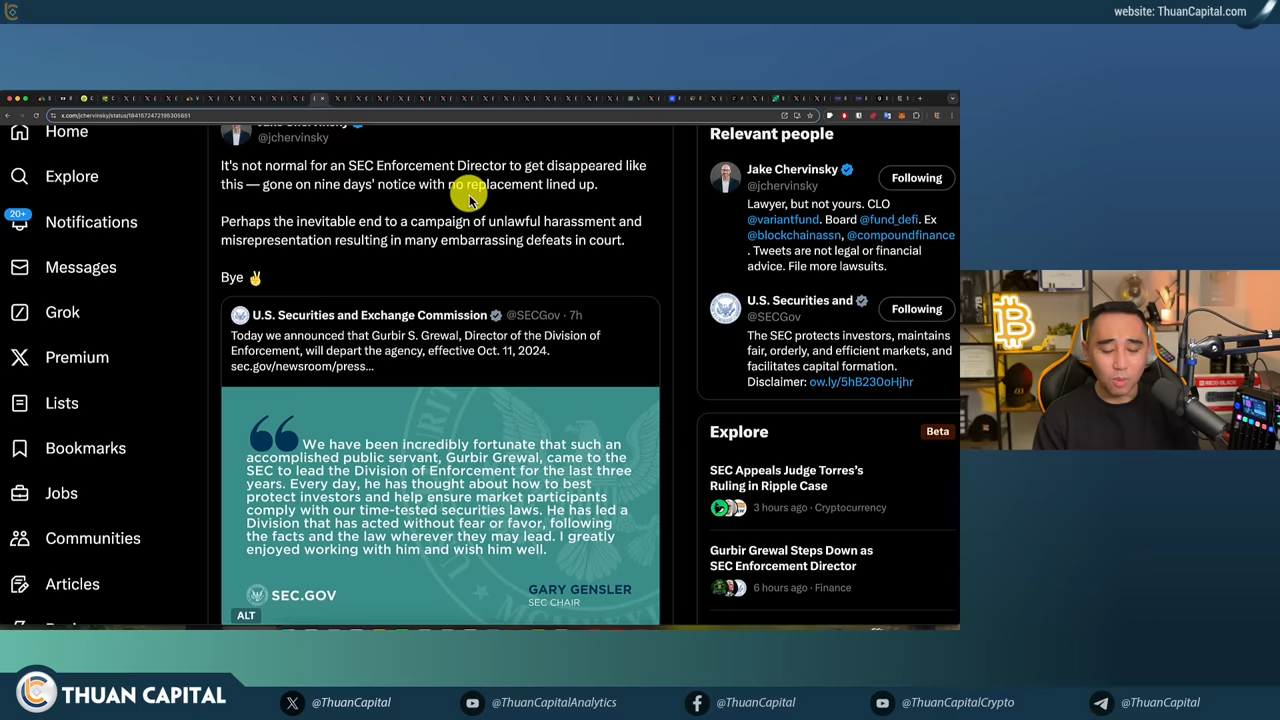 website: ThuanCapital.com
x.com/jchervinsky/status/1841572472195305651
Home
Explore
20+
Notifications
Messages
Grok
Premium
Lists
Bookmarks
Jobs
Communities
Articles
@jchervinsky
It's not normal for an SEC Enforcement Director to get disappeared like
this — gone on nine days' notice with no replacement lined up.
Perhaps the inevitable end to a campaign of unlawful harassment and
misrepresentation resulting in many embarrassing defeats in court.
Bye ✌️
U.S. Securities and Exchange Commission @SECGov · 7h
Today we announced that Gurbir S. Grewal, Director of the Division of
Enforcement, will depart the agency, effective Oct. 11, 2024.
sec.gov/newsroom/press...
We have been incredibly fortunate that such an
accomplished public servant, Gurbir Grewal, came to the
SEC to lead the Division of Enforcement for the last three
years. Every day, he has thought about how to best
protect investors and help ensure market participants
comply with our time-tested securities laws. He has led a
Division that has acted without fear or favor, following
the facts and the law wherever they may lead. I greatly
enjoyed working with him and wish him well.
SEC.GOV
GARY GENSLER
SEC CHAIR
ALT
Relevant people
Jake Chervinsky
@jchervinsky
Following
Lawyer, but not yours. CLO
@variantfund. Board @fund_defi. Ex
@blockchainassn, @compoundfinance
. Tweets are not legal or financial
advice. File more lawsuits.
U.S. Securities and
@SECGov
Following
The SEC protects investors, maintains
fair, orderly, and efficient markets, and
facilitates capital formation.
Disclaimer: ow.ly/5hB230oHjhr
Explore
Beta
SEC Appeals Judge Torres's
Ruling in Ripple Case
3 hours ago · Cryptocurrency
Gurbir Grewal Steps Down as
SEC Enforcement Director
6 hours ago · Finance
THUAN CAPITAL
@ThuanCapital
@ThuanCapitalAnalytics
@ThuanCapital
@ThuanCapitalCrypto
@ThuanCapital